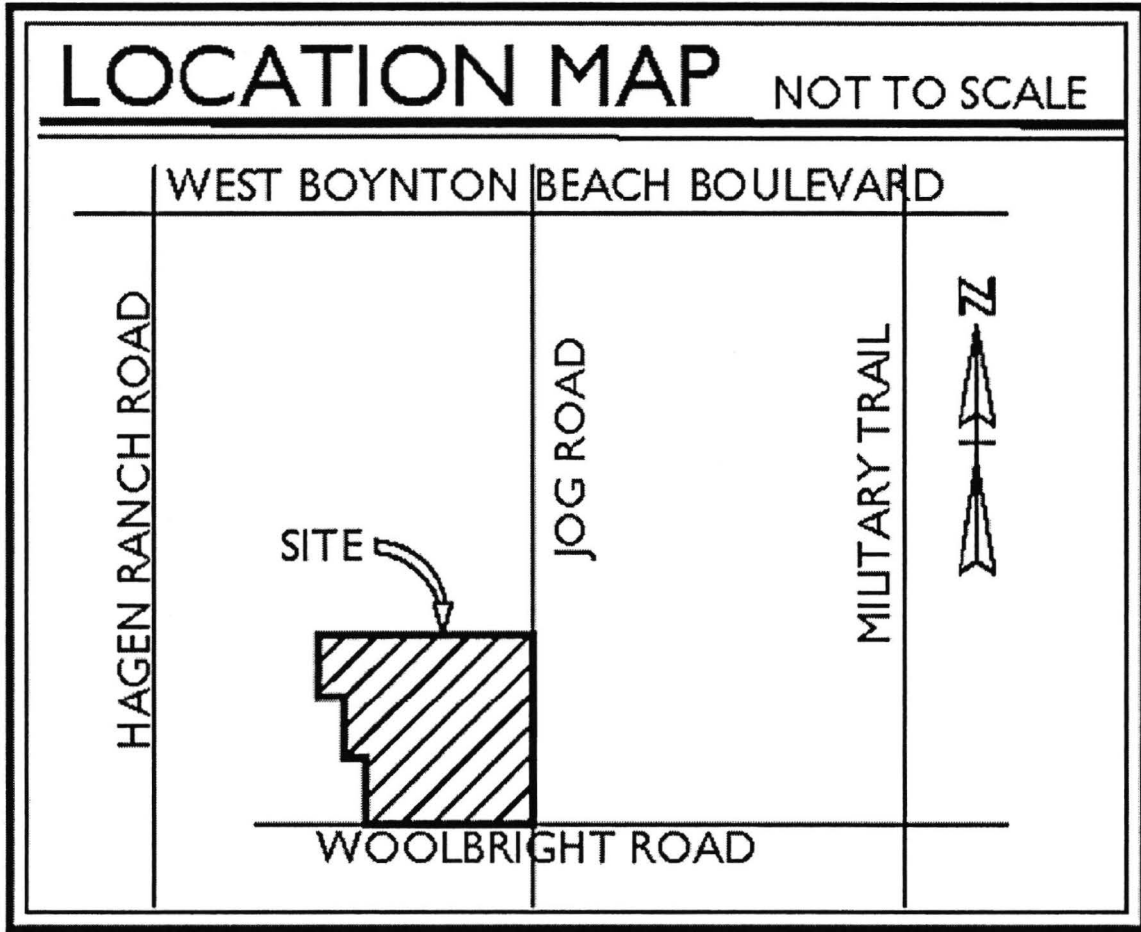 LOCATION MAP NOT TO SCALE
WEST BOYNTON BEACH BOULEVARD
HAGEN RANCH ROAD
JOG ROAD
MILITARY TRAIL
N
SITE
WOOLBRIGHT ROAD